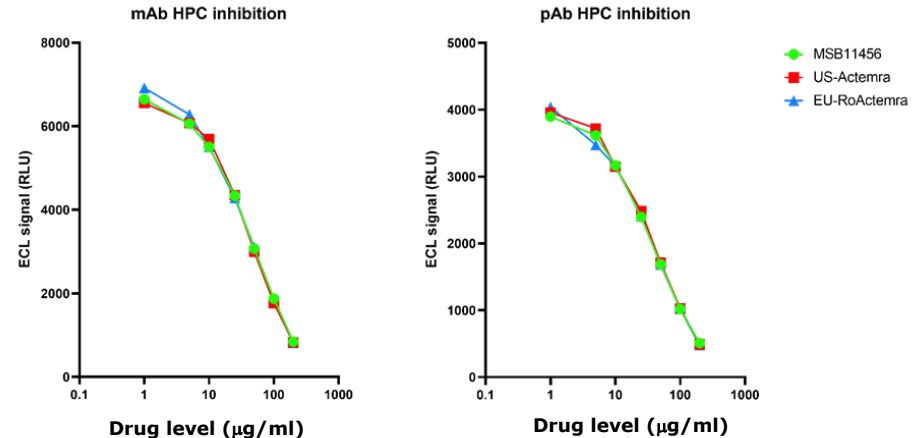 mAb HPC inhibition
8000
6000
4000
2000
0
ECL signal (RLU)
0.1 1 10 100 1000
Drug level (μg/ml)
pAb HPC inhibition
5000
4000
3000
2000
1000
0
ECL signal (RLU)
0.1 1 10 100 1000
Drug level (μg/ml)
MSB11456
US-Actemra
EU-RoActemra